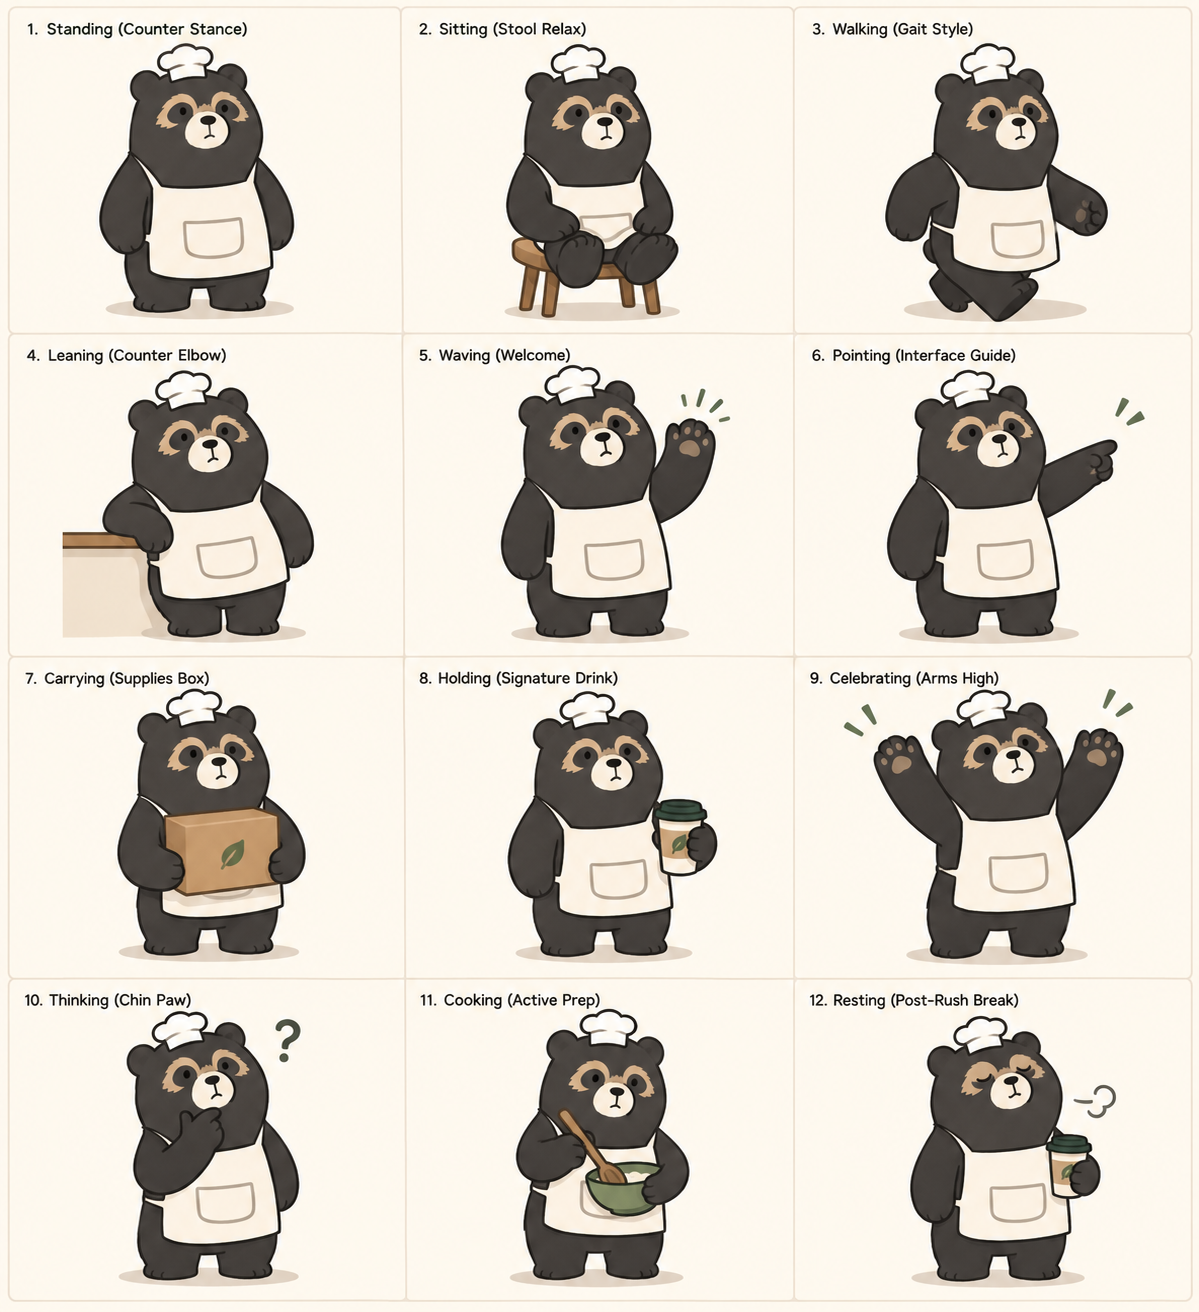 1. Standing (Counter Stance)
2. Sitting (Stool Relax)
3. Walking (Gait Style)
4. Leaning (Counter Elbow)
5. Waving (Welcome)
6. Pointing (Interface Guide)
7. Carrying (Supplies Box)
8. Holding (Signature Drink)
9. Celebrating (Arms High)
10. Thinking (Chin Paw)
?
11. Cooking (Active Prep)
12. Resting (Post-Rush Break)